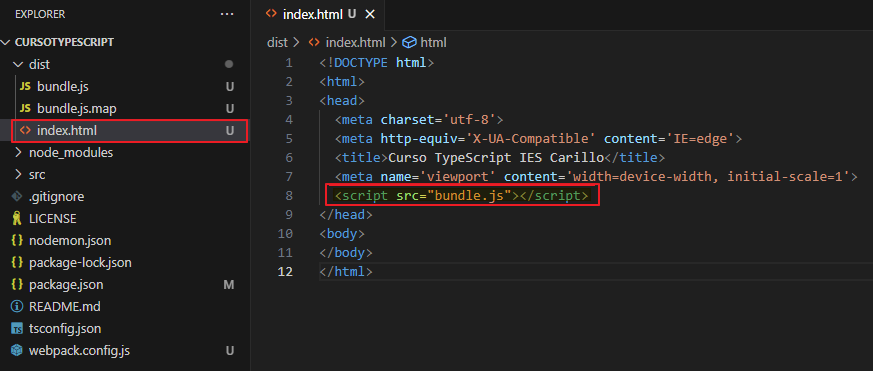 EXPLORER
CURSOTYPESCRIPT
dist
JS bundle.js U
JS bundle.js.map U
<> index.html U
node_modules
src
.gitignore
LICENSE
{} nodemon.json
{} package-lock.json
{} package.json M
README.md
TS tsconfig.json
webpack.config.js U
<> index.html U ×
dist > <> index.html > html
1 <!DOCTYPE html>
2 <html>
3 <head>
4 <meta charset='utf-8'>
5 <meta http-equiv='X-UA-Compatible' content='IE=edge'>
6 <title>Curso TypeScript IES Carillo</title>
7 <meta name='viewport' content='width=device-width, initial-scale=1'>
8 <script src="bundle.js"></script>
9 </head>
10 <body>
11 </body>
12 </html>